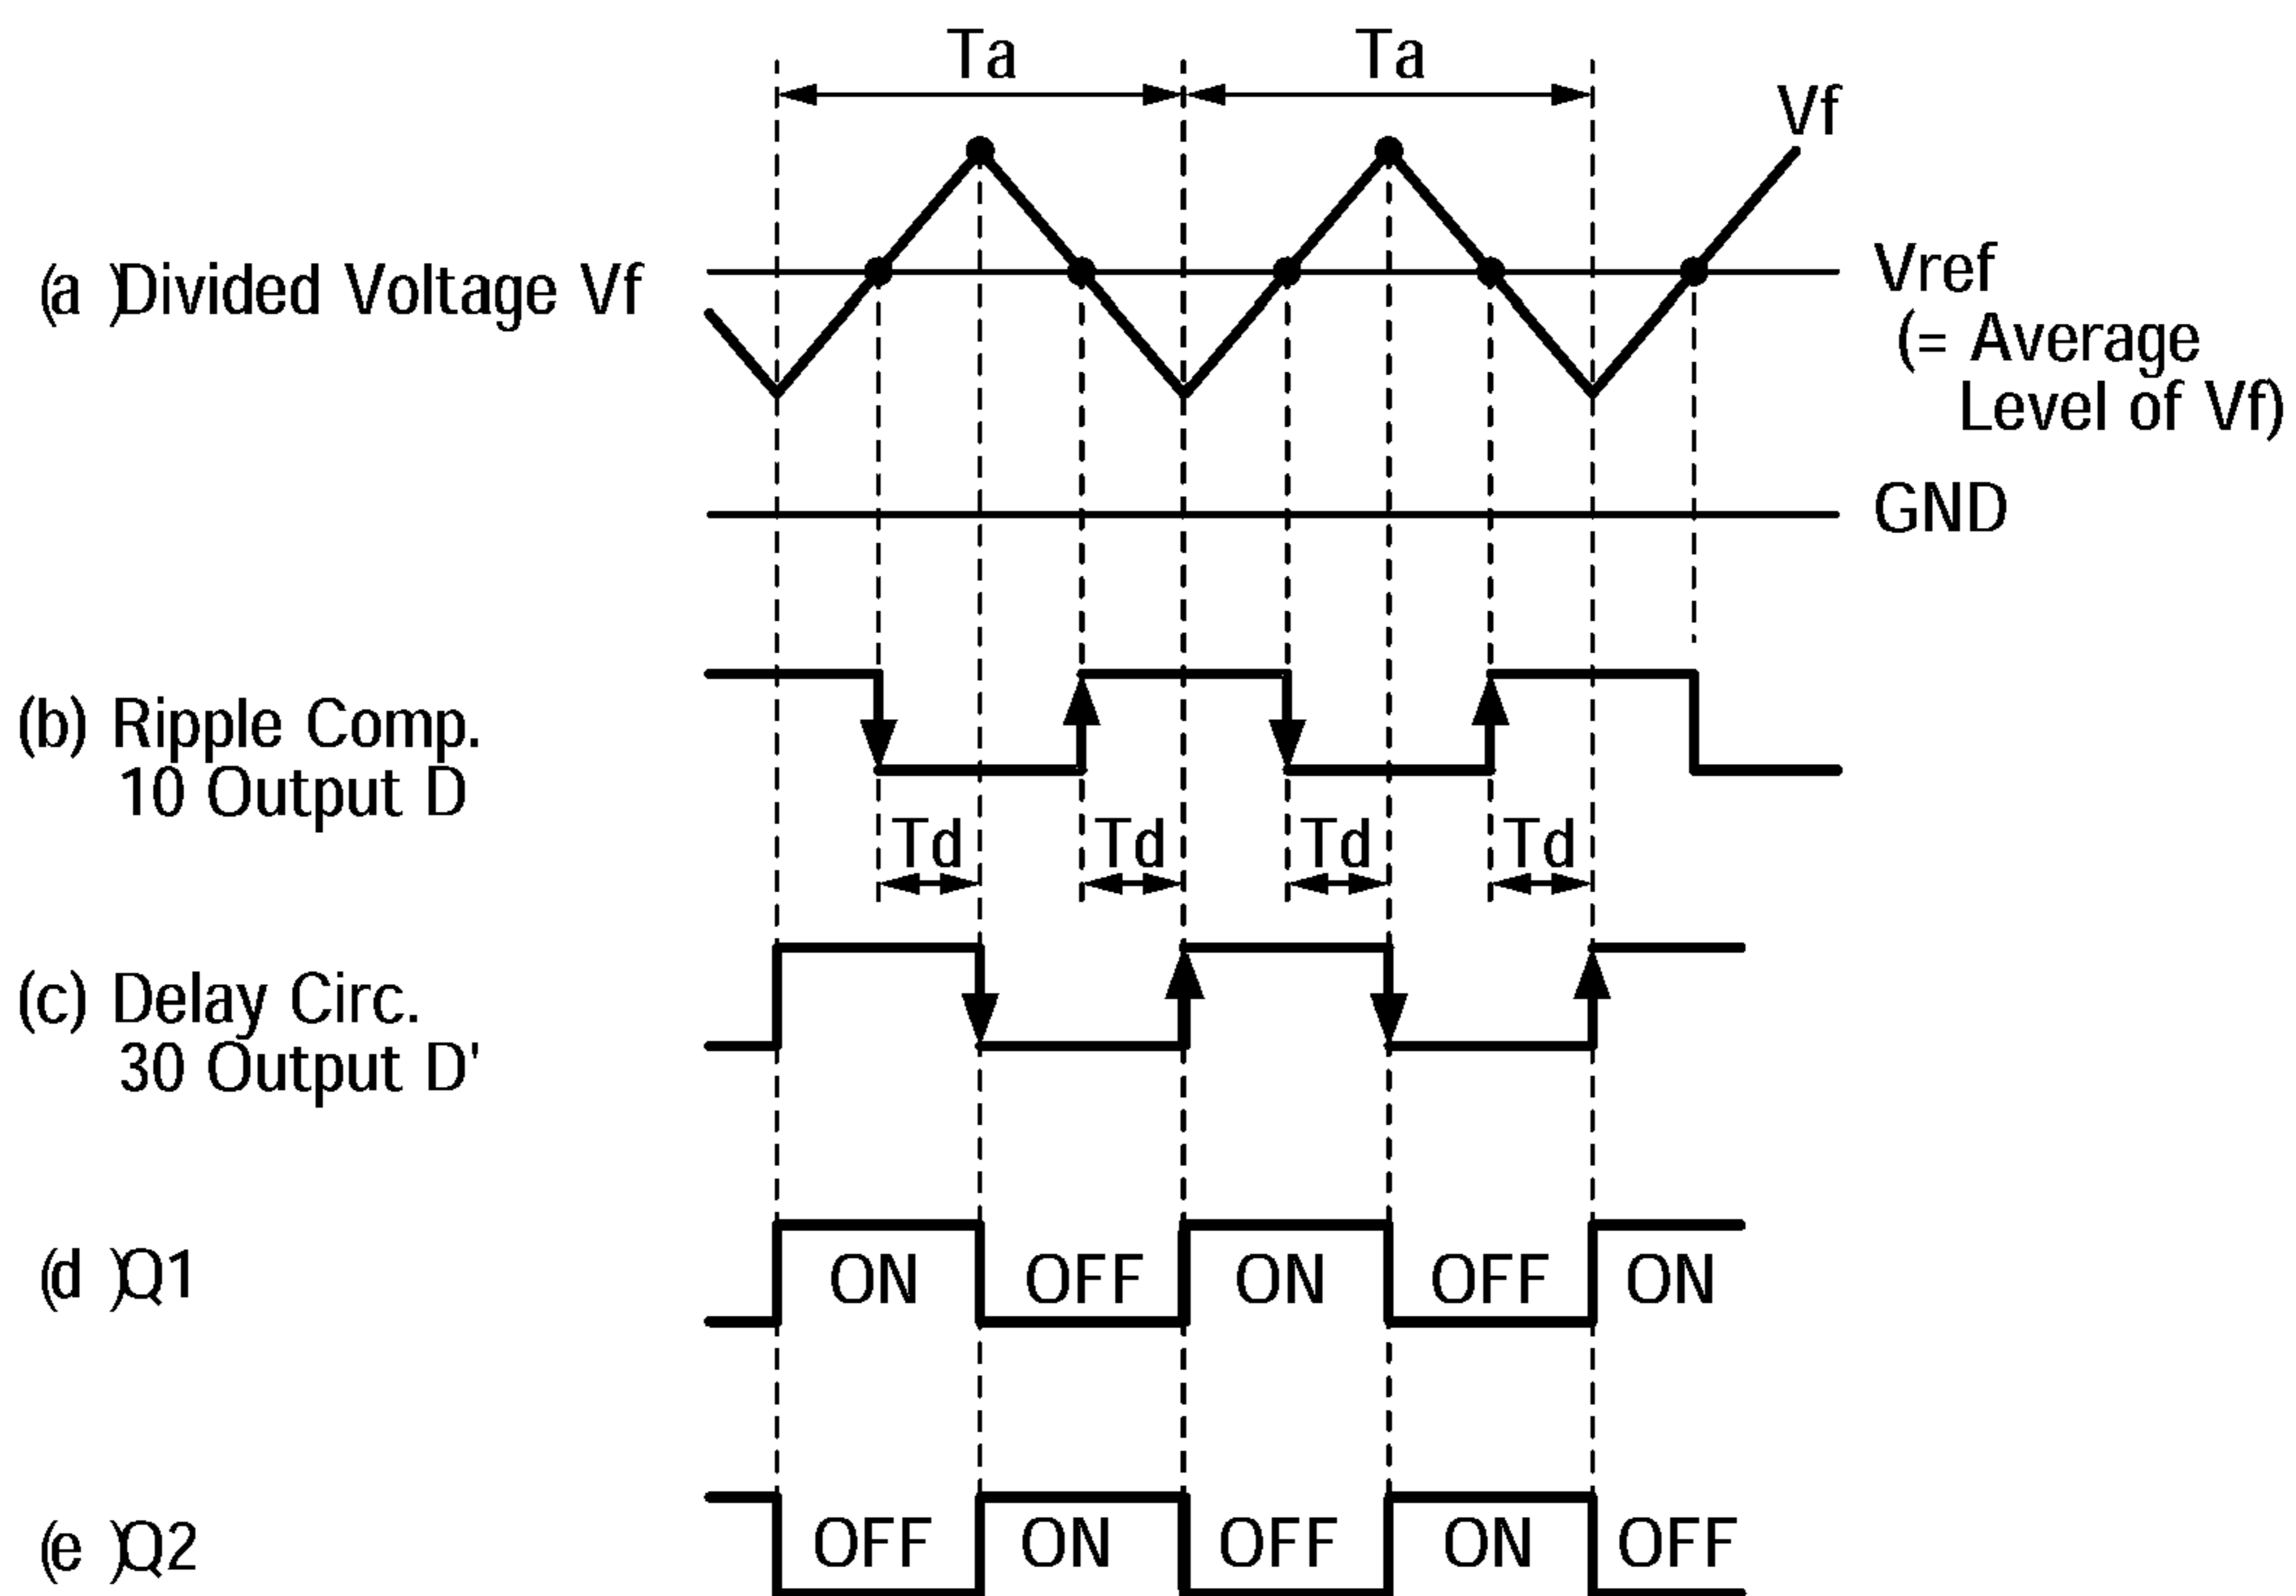 Ta Ta
Vf
(a )Divided Voltage Vf
Vref
(= Average
Level of Vf)
GND
(b) Ripple Comp.
10 Output D
Td Td Td Td
(c) Delay Circ.
30 Output D'
(d )Q1
ON OFF ON OFF ON
(e )Q2
OFF ON OFF ON OFF